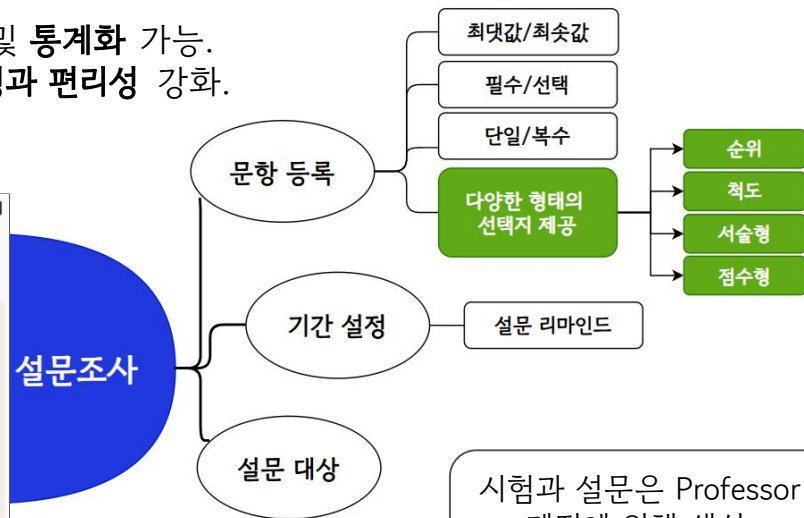 및 통계화 가능.
과 편리성 강화.
최댓값/최솟값
필수/선택
단일/복수
다양한 형태의
선택지 제공
순위
척도
서술형
점수형
문항 등록
기간 설정
설문 리마인드
설문조사
설문 대상
시험과 설문은 Professor